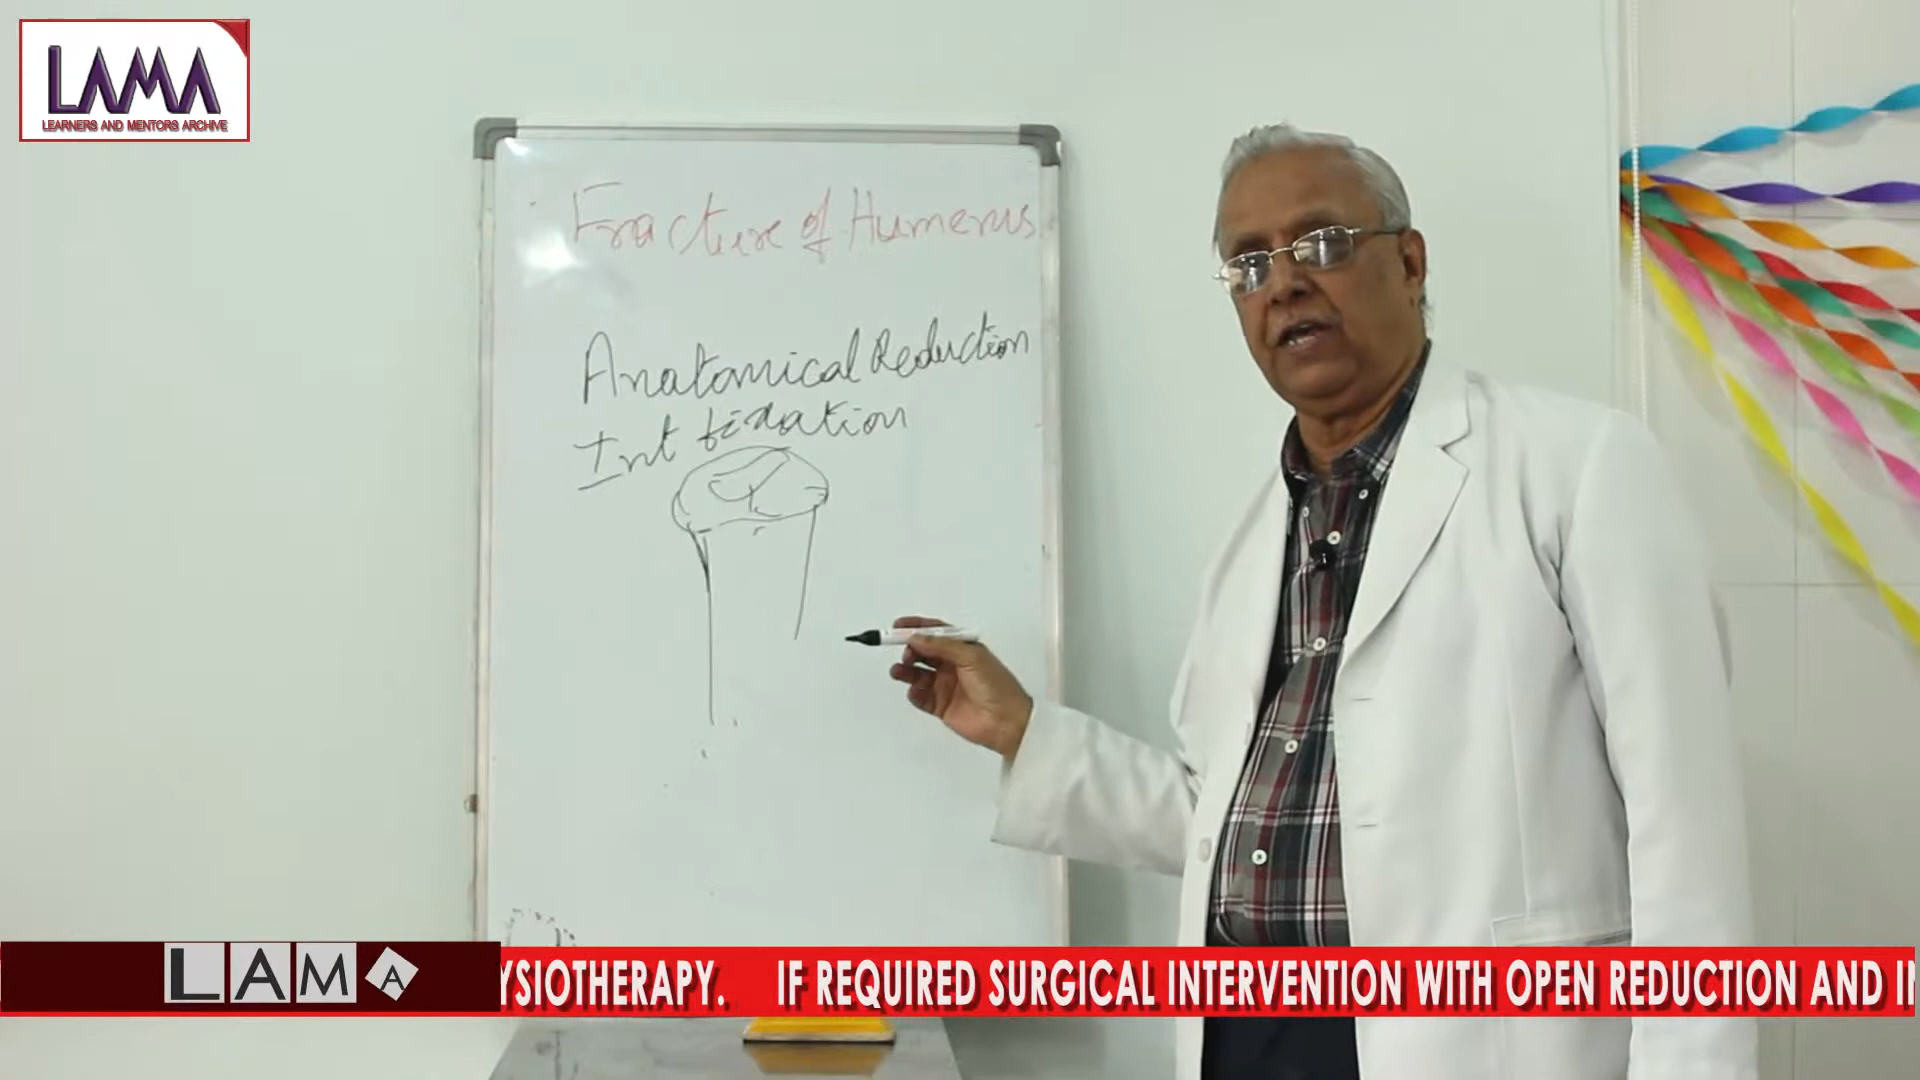 LAMA
LEARNERS AND MENTORS ARCHIVE
Fracture of Humerus
Anatomical Reduction
Int fixation
LAMA
YSIOTHERAPY. IF REQUIRED SURGICAL INTERVENTION WITH OPEN REDUCTION AND IN